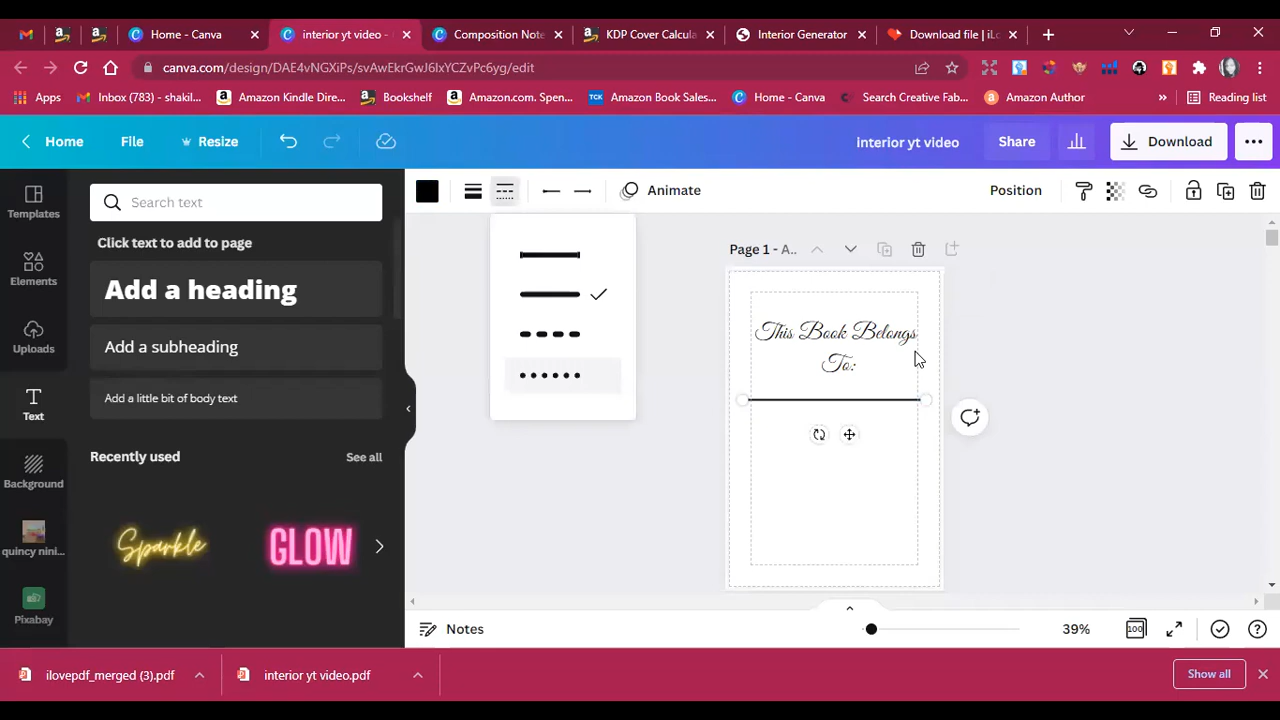 Home - Canva
interior yt video -
Composition Note
KDP Cover Calcula
Interior Generator
Download file | iLo
canva.com/design/DAE4vNGXiPs/svAwEkrGwJ6lxYCZvPc6yg/edit
Apps
Inbox (783) - shakil...
Amazon Kindle Dire...
Bookshelf
Amazon.com. Spen...
TCK
Amazon Book Sales...
Home - Canva
Search Creative Fab...
Amazon Author
»
Reading list
Home
File
Resize
interior yt video
Share
Download
Search text
Animate
Position
Templates
Click text to add to page
Page 1 - A..
Add a heading
Elements
Add a subheading
Uploads
Add a little bit of body text
Text
This Book Belongs
To:
Recently used
See all
Background
Sparkle
GLOW
quincy nini...
Pixabay
Notes
39%
100
ilovepdf_merged (3).pdf
interior yt video.pdf
Show all